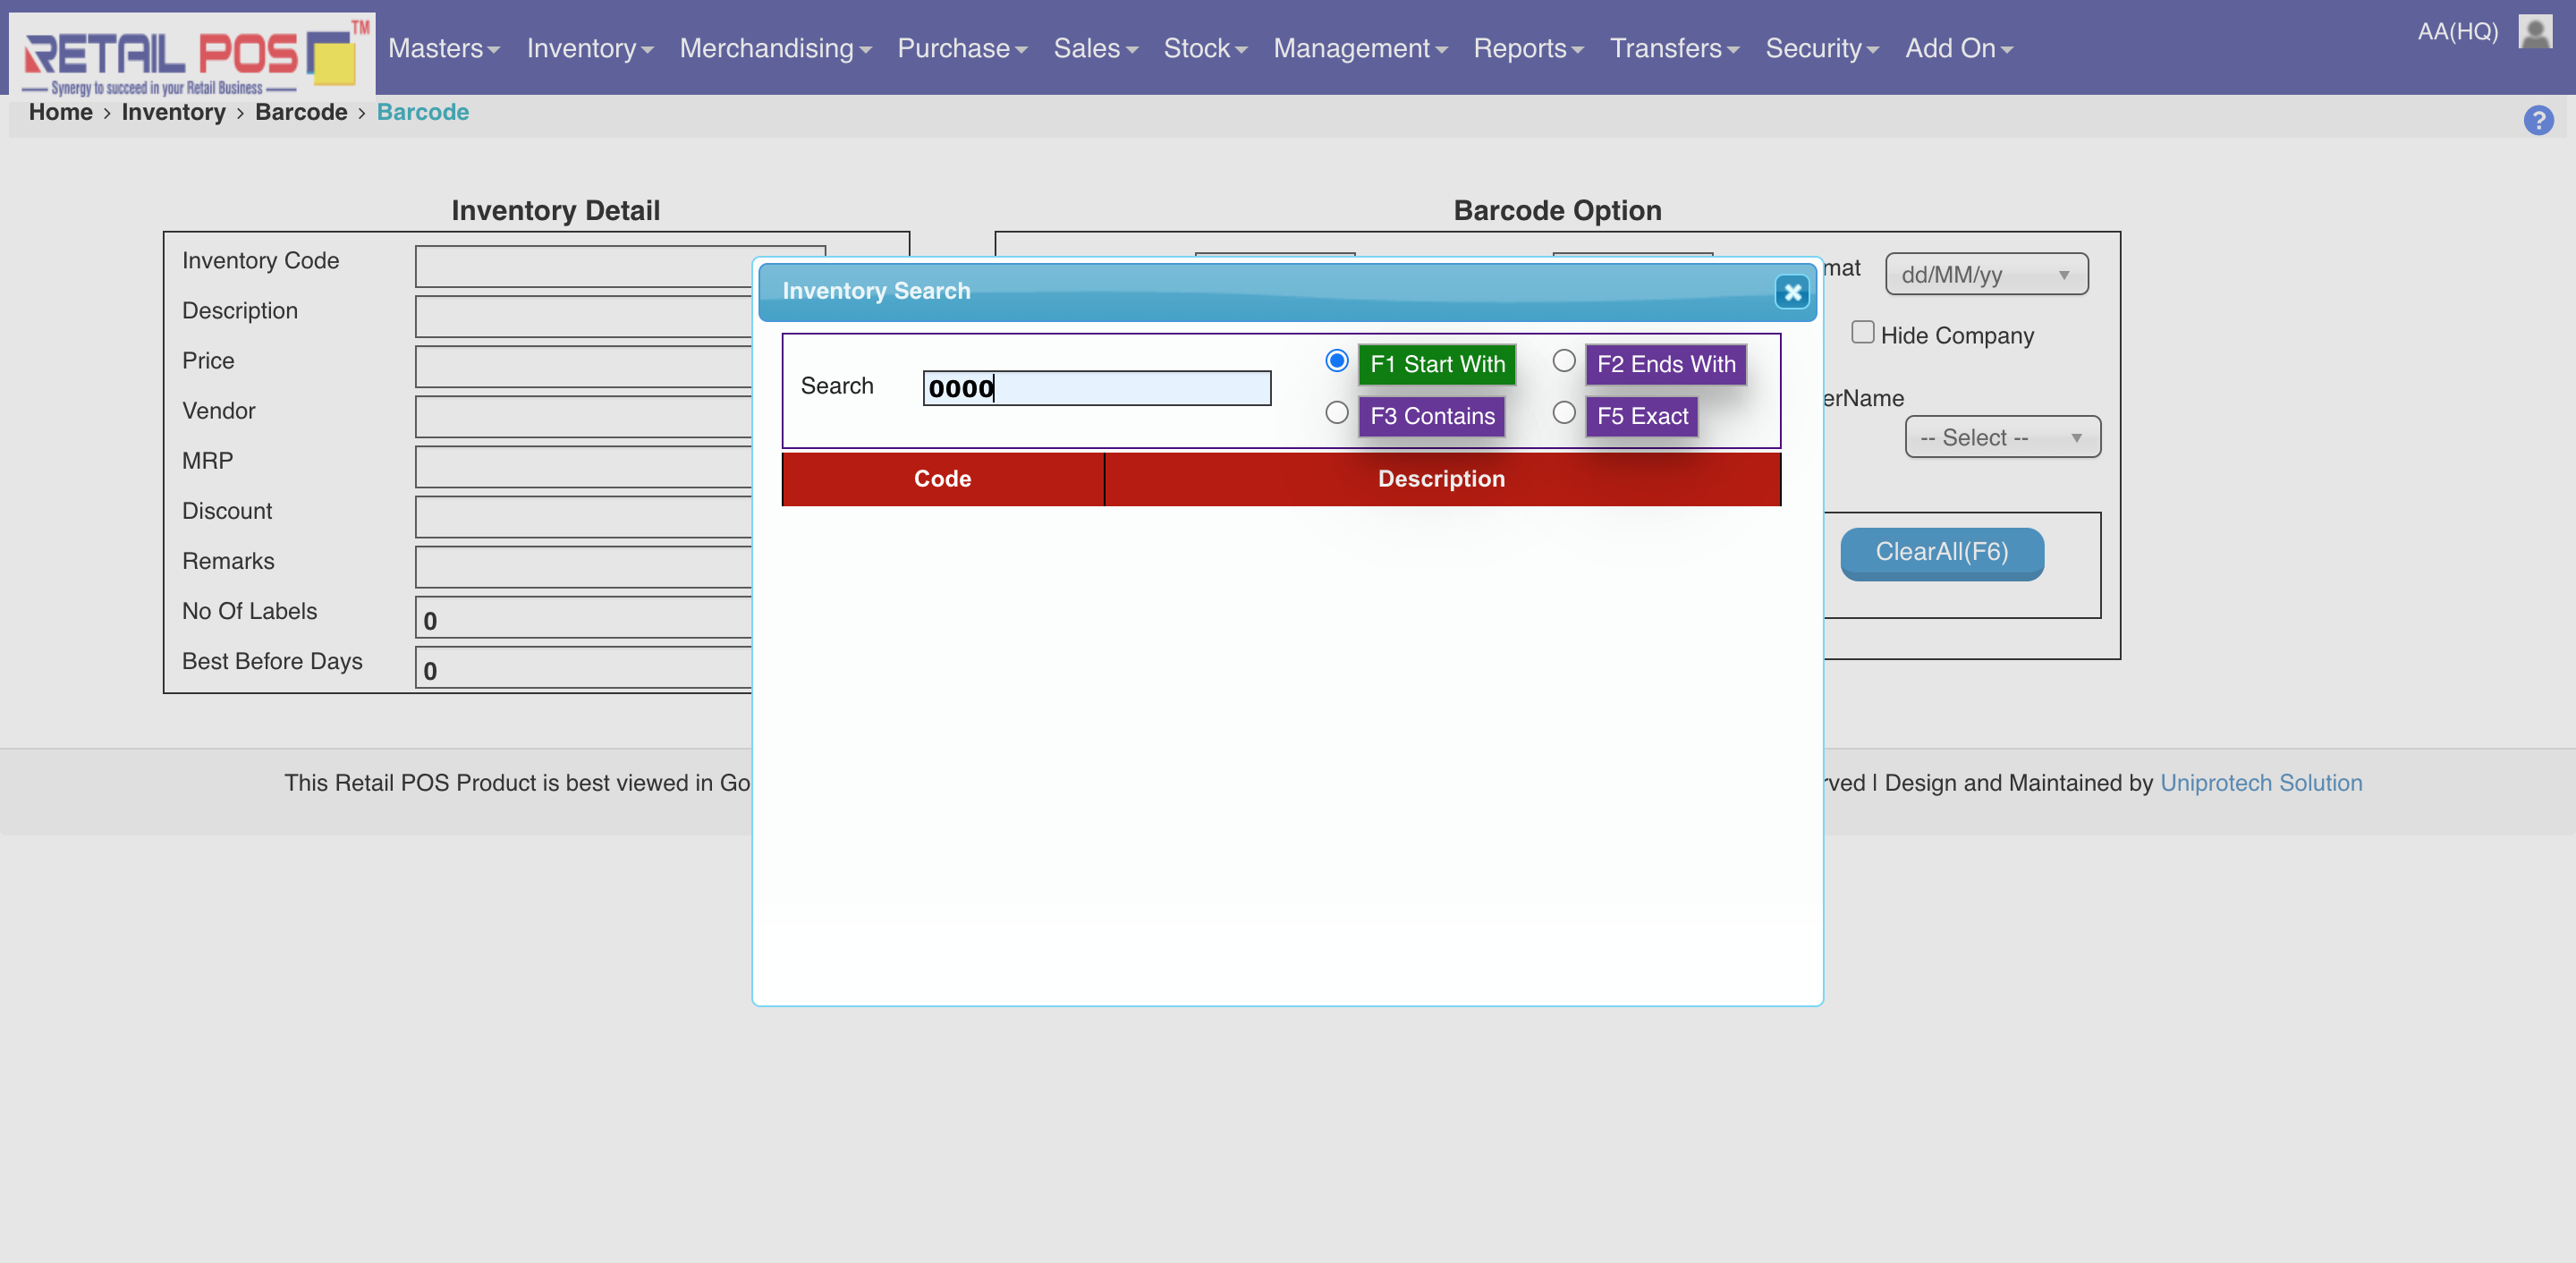 RETAIL POS TM
Synergy to succeed in your Retail Business
Masters Inventory Merchandising Purchase Sales Stock Management Reports Transfers Security Add On
AA(HQ)
Home > Inventory > Barcode > Barcode
?
Inventory Detail
Inventory Code
Description
Price
Vendor
MRP
Discount
Remarks
No Of Labels 0
Best Before Days 0
Barcode Option
mat dd/MM/yy
Hide Company
erName
-- Select --
ClearAll(F6)
Inventory Search
Search 0000
F1 Start With F2 Ends With
F3 Contains F5 Exact
Code Description
This Retail POS Product is best viewed in Go
rved | Design and Maintained by Uniprotech Solution